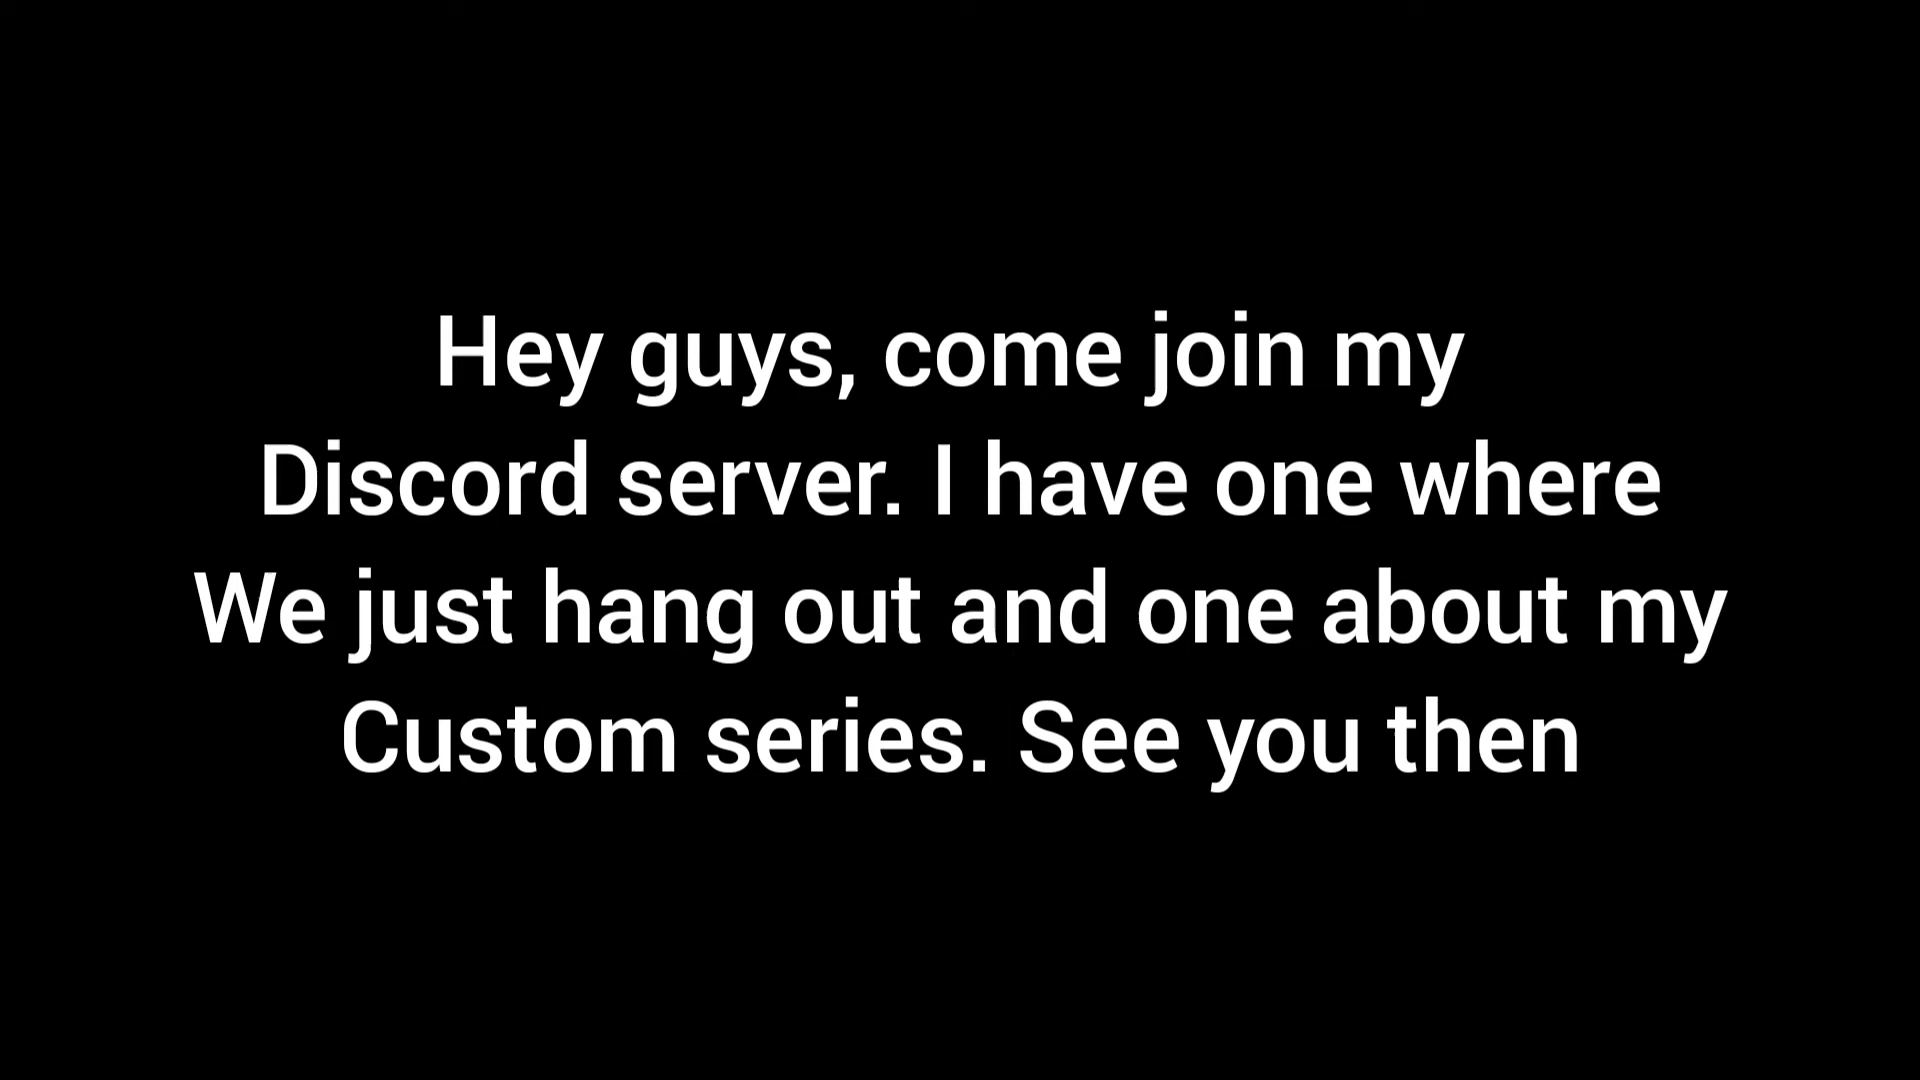 Hey guys, come join my
Discord server. I have one where
We just hang out and one about my
Custom series. See you then